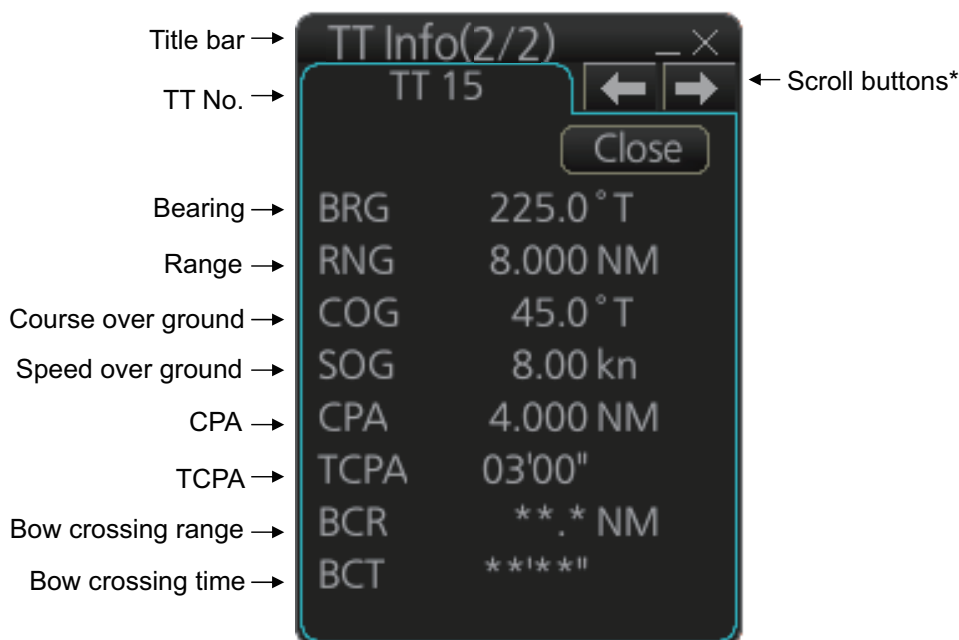 Title bar → TT Info(2/2) _ ×
TT No. → TT 15 ← → ← Scroll buttons*
Close
Bearing → BRG 225.0°T
Range → RNG 8.000 NM
Course over ground → COG 45.0°T
Speed over ground → SOG 8.00 kn
CPA → CPA 4.000 NM
TCPA → TCPA 03'00"
Bow crossing range → BCR **.* NM
Bow crossing time → BCT **'**"